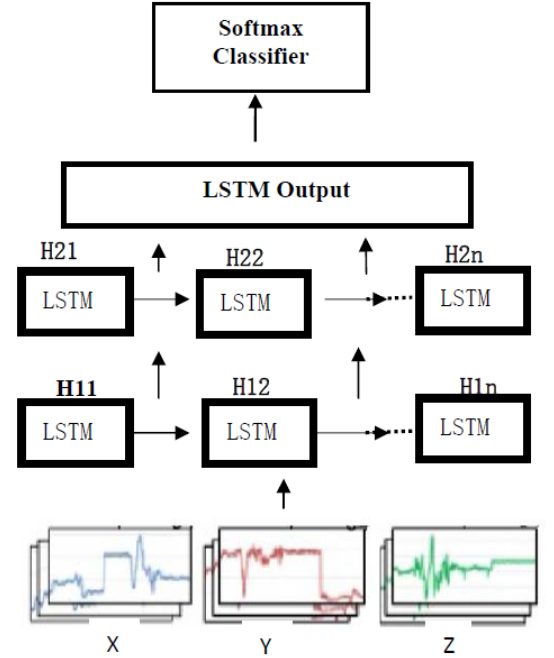 Softmax
Classifier
LSTM Output
H21
H22
H2n
LSTM
LSTM
LSTM
H11
H12
H1n
LSTM
LSTM
LSTM
X
Y
Z